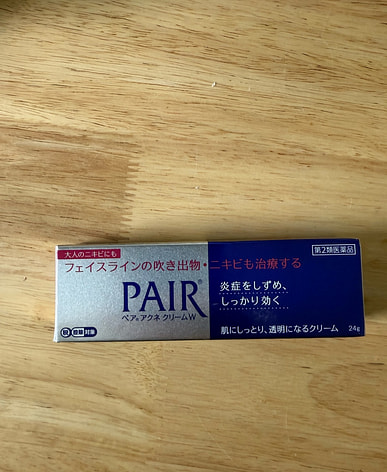 大人のニキビにも
第2類医薬品
フェイスラインの吹き出物・ニキビも治療する
PAIR®
炎症をしずめ、
しっかり効く
ペア® アクネ クリームW
肌にしっとり、透明になるクリーム 24g
対策